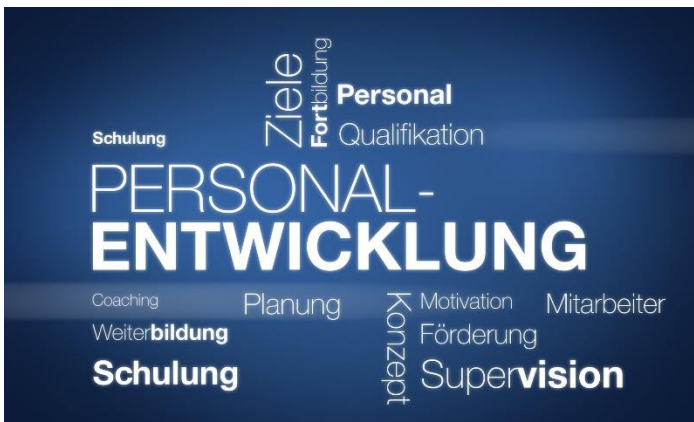 Ziele
Fortbildung
Personal
Schulung
Qualifikation
PERSONAL-
ENTWICKLUNG
Coaching
Planung
Konzept
Motivation
Mitarbeiter
Weiterbildung
Förderung
Schulung
Supervision